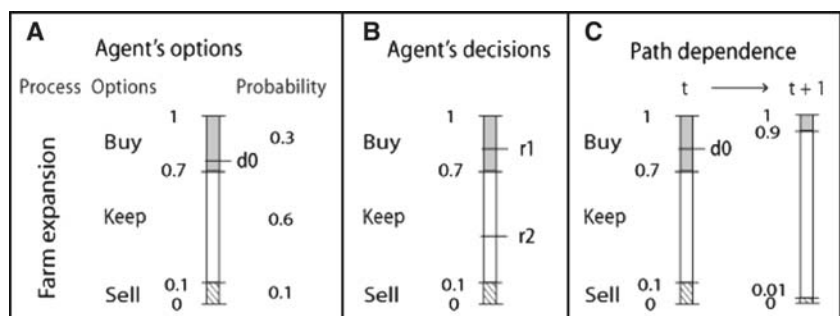 A
Agent's options
Process Options Probability
Farm expansion
Buy
Keep
Sell
1
0.7
0.1
0
d0
0.3
0.6
0.1
B
Agent's decisions
Buy
Keep
Sell
1
0.7
0.1
0
r1
r2
C
Path dependence
t t + 1
Buy
Keep
Sell
1
0.7
0.1
0
d0
1
0.9
0.01
0